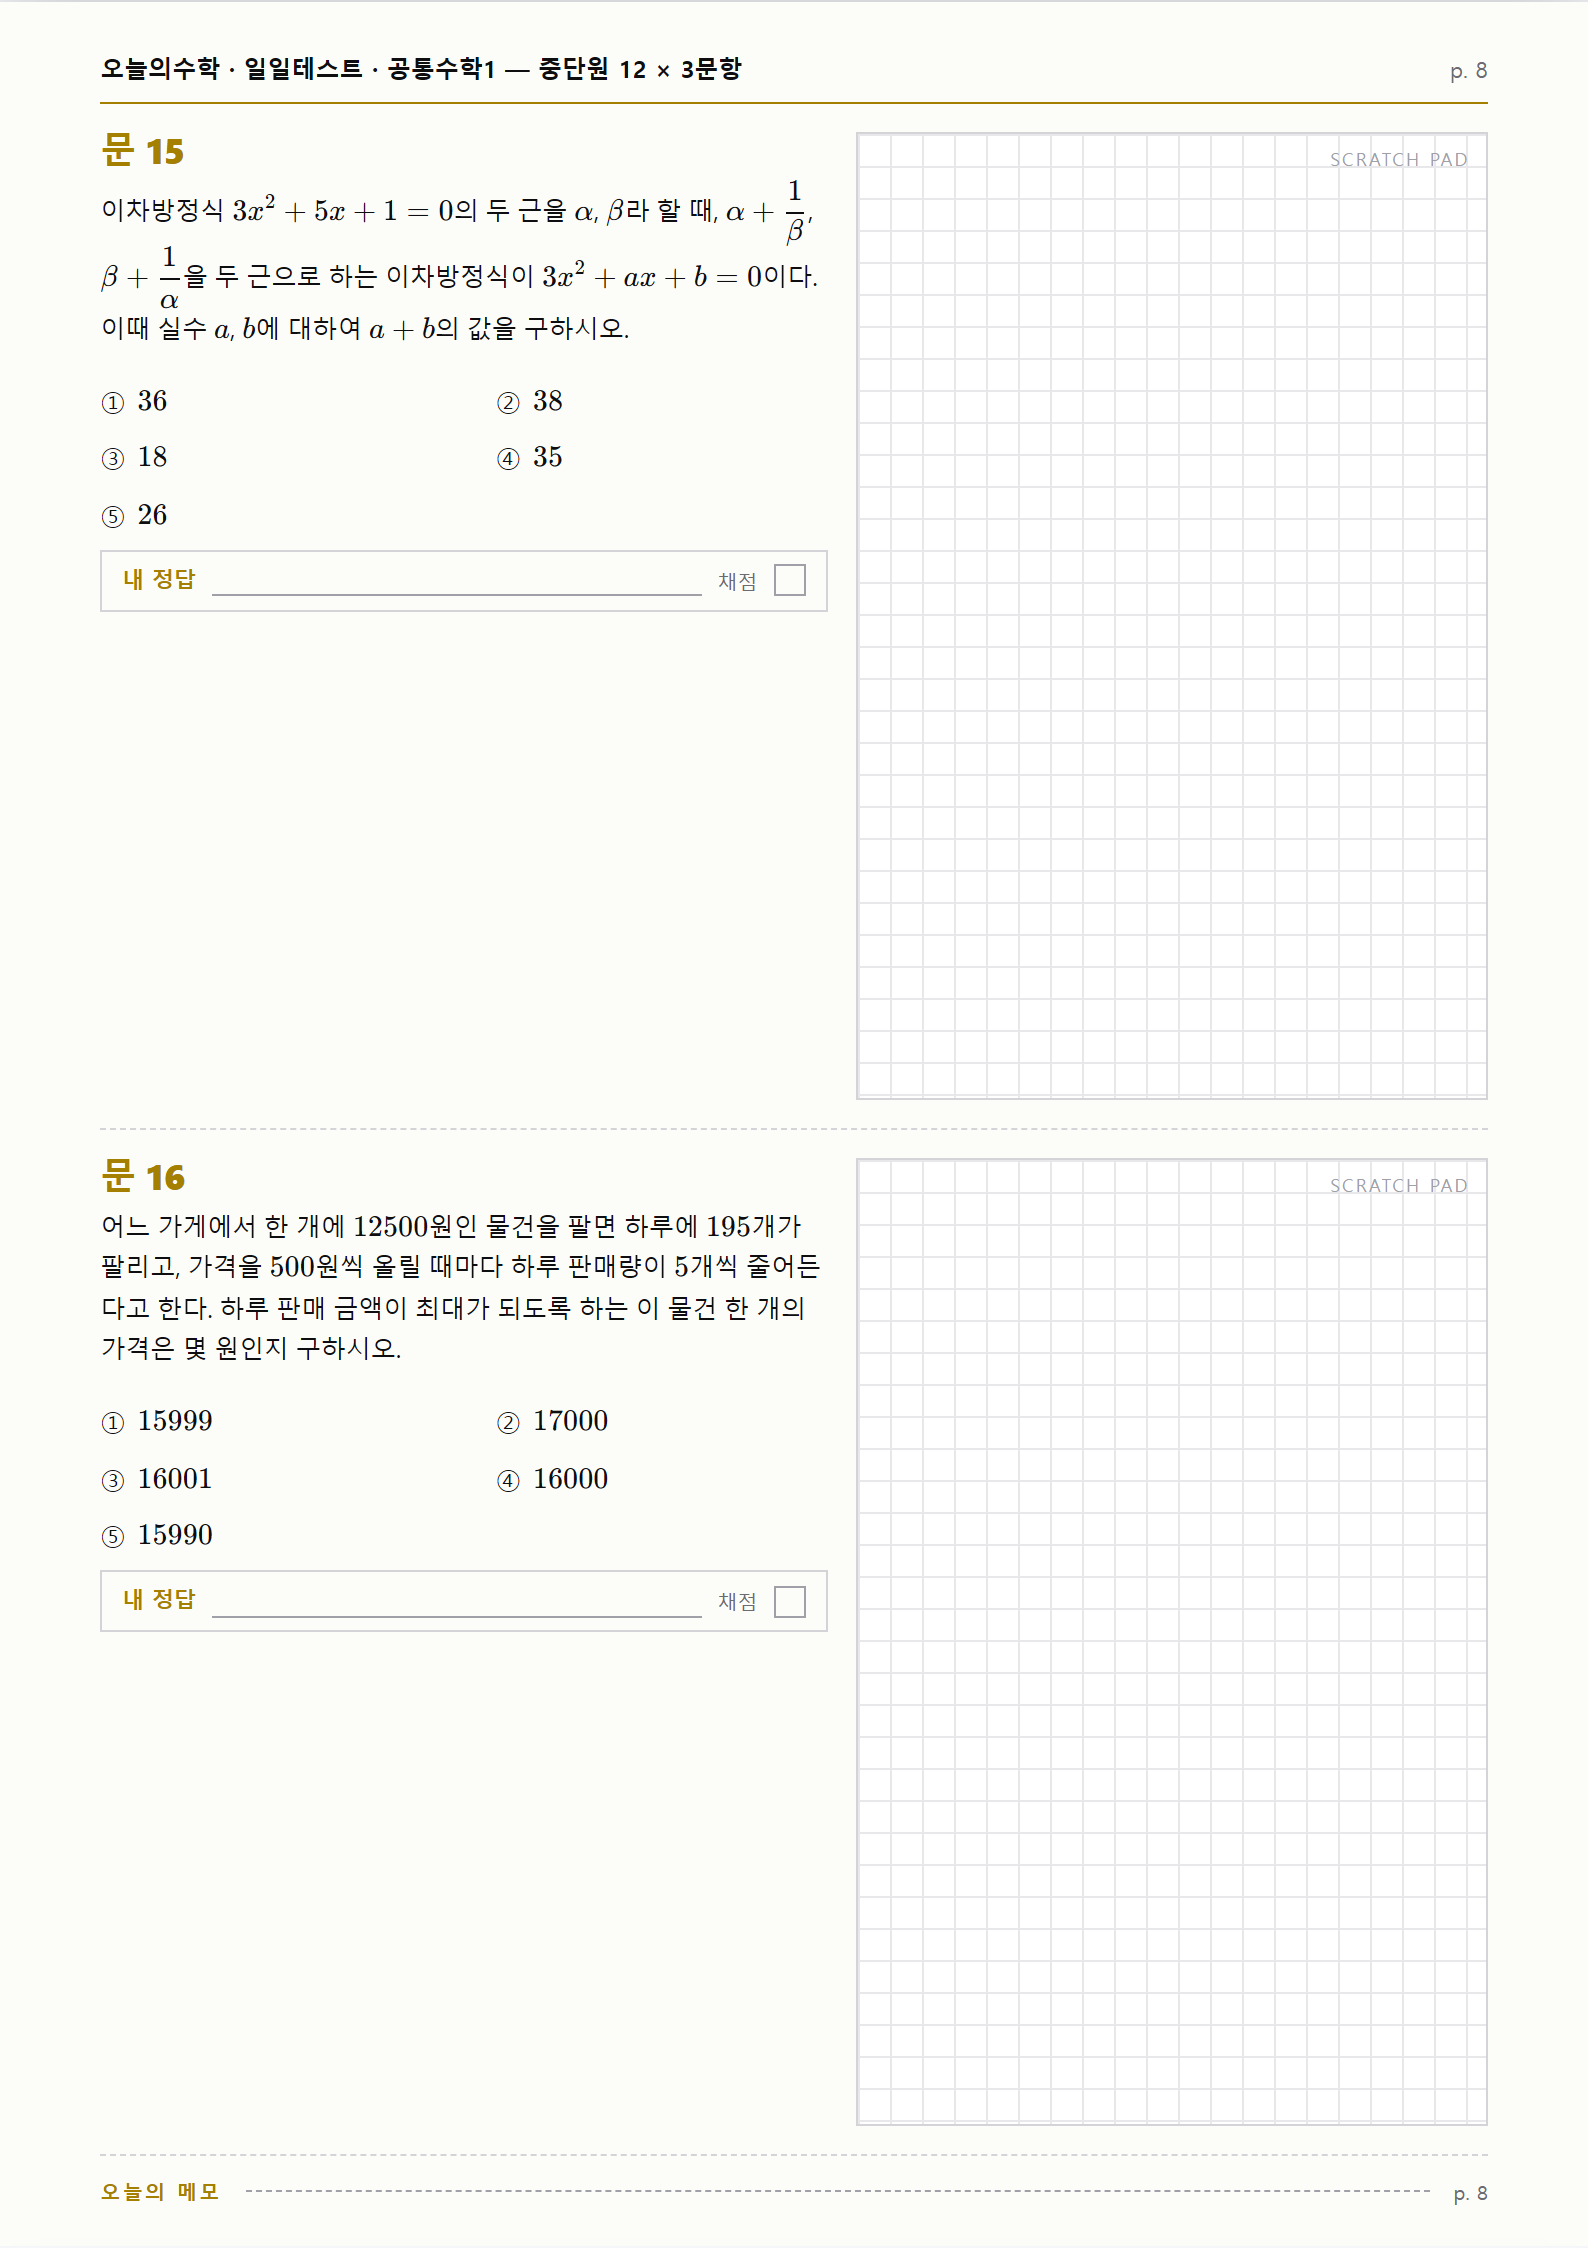 오늘의수학 · 일일테스트 · 공통수학1 — 중단원 12 × 3문항
p. 8
문 15
이차방정식 3x² + 5x + 1 = 0의 두 근을 α, β라 할 때, α + 1/β,
β + 1/α을 두 근으로 하는 이차방정식이 3x² + ax + b = 0이다.
이때 실수 a, b에 대하여 a + b의 값을 구하시오.
① 36
② 38
③ 18
④ 35
⑤ 26
내 정답
채점
SCRATCH PAD
문 16
어느 가게에서 한 개에 12500원인 물건을 팔면 하루에 195개가
팔리고, 가격을 500원씩 올릴 때마다 하루 판매량이 5개씩 줄어든
다고 한다. 하루 판매 금액이 최대가 되도록 하는 이 물건 한 개의
가격은 몇 원인지 구하시오.
① 15999
② 17000
③ 16001
④ 16000
⑤ 15990
내 정답
채점
SCRATCH PAD
오늘의 메모
p. 8